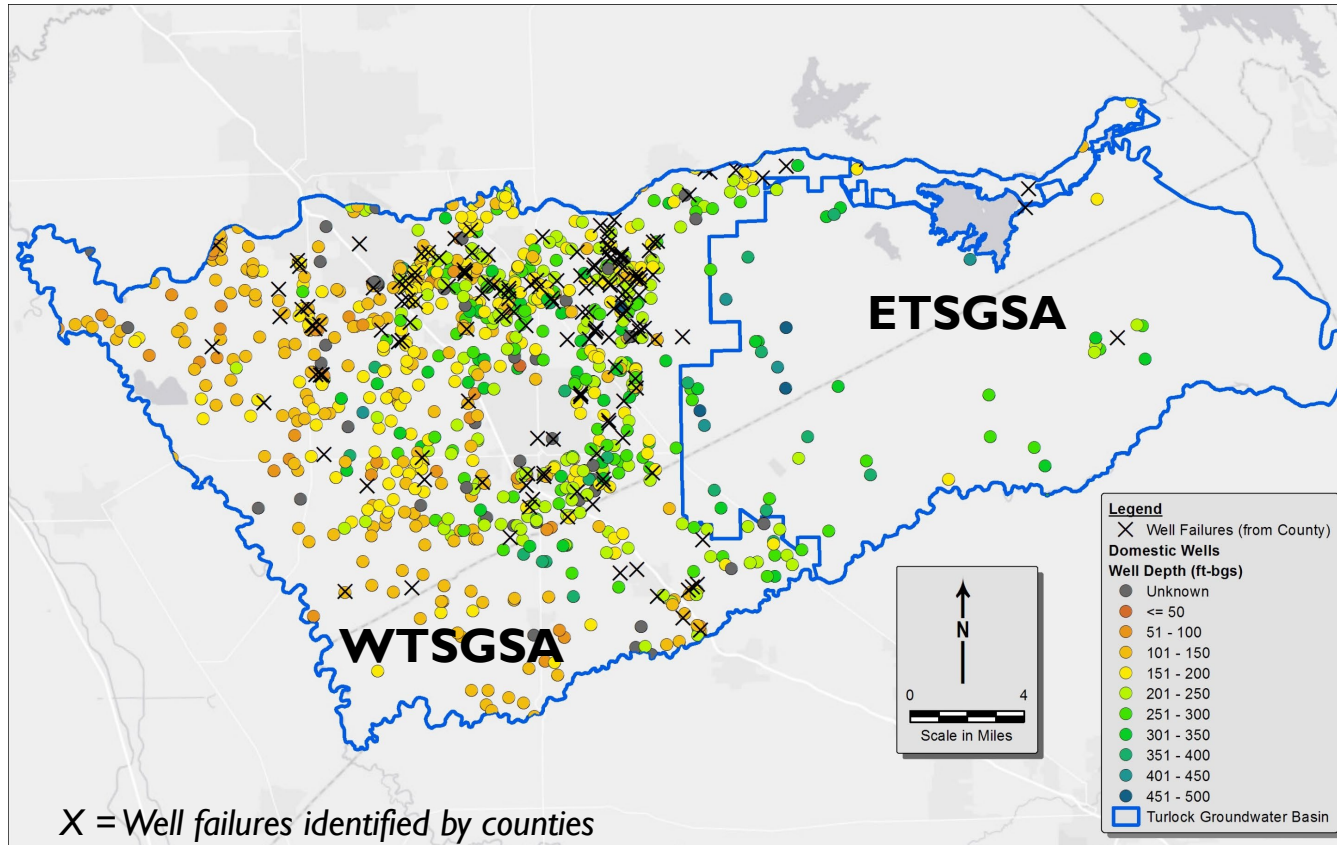 ETSGSA
WTSGSA
Legend
Well Failures (from County)
Domestic Wells
Well Depth (ft-bgs)
Unknown
<= 50
51 - 100
101 - 150
151 - 200
201 - 250
251 - 300
301 - 350
351 - 400
401 - 450
451 - 500
Turlock Groundwater Basin
N
0 4
Scale in Miles
X = Well failures identified by counties